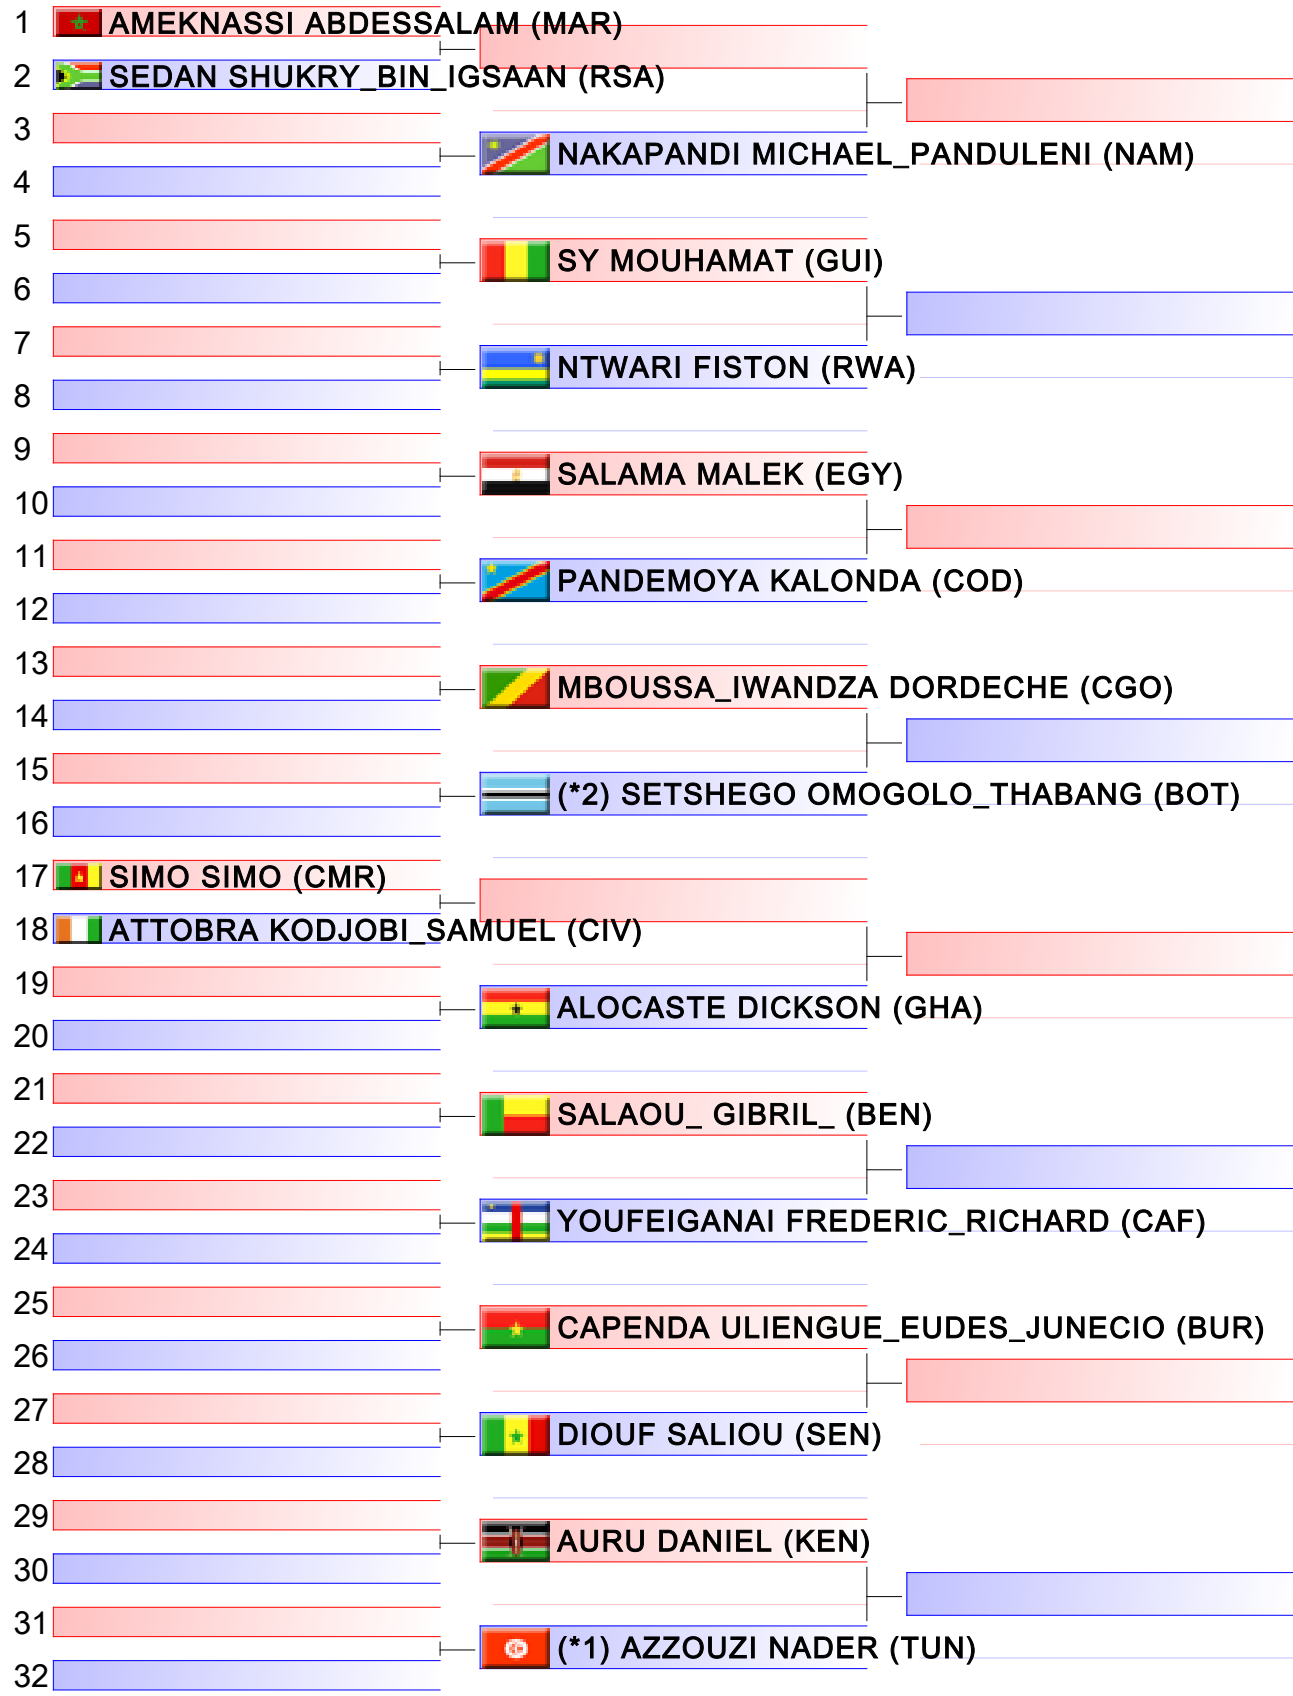 1 AMEKNASSI ABDESSALAM (MAR)
2 SEDAN SHUKRY_BIN_IGSAAN (RSA)
3
NAKAPANDI MICHAEL_PANDULENI (NAM)
4
5
SY MOUHAMAT (GUI)
6
7
NTWARI FISTON (RWA)
8
9
SALAMA MALEK (EGY)
10
11
PANDEMOYA KALONDA (COD)
12
13
MBOUSSA_IWANDZA DORDECHE (CGO)
14
15
(*2) SETSHEGO OMOGOLO_THABANG (BOT)
16
17 SIMO SIMO (CMR)
18 ATTOBRA KODJOBI_SAMUEL (CIV)
19
ALOCASTE DICKSON (GHA)
20
21
SALAOU_ GIBRIL_ (BEN)
22
23
YOUFEIGANAI FREDERIC_RICHARD (CAF)
24
25
CAPENDA ULIENGUE_EUDES_JUNECIO (BUR)
26
27
DIOUF SALIOU (SEN)
28
29
AURU DANIEL (KEN)
30
31
(*1) AZZOUZI NADER (TUN)
32